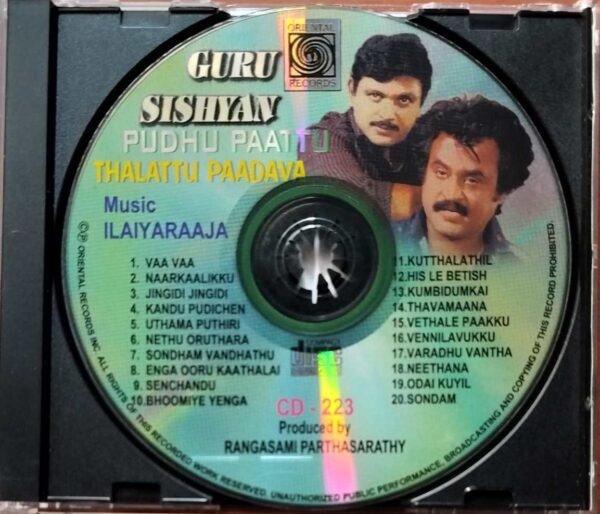 GURU
SISHYAN
ORIENTAL
RECORDS
PUDHU PAATTU
THALATTU PAADAVA
Music
ILAIYARAAJA
1. VAA VAA
2. NAARKAALIKKU
3. JINGIDI JINGIDI
4. KANDU PUDICHEN
5. UTHAMA PUTHIRI
6. NETHU ORUTHARA
7. SONDHAM VANDHATHU
8. ENGA OORU KAATHALAI
9. SENCHANDU
10. BHOOMIYE YENGA
11. KUTTHALATHIL
12. HIS LE BETISH
13. KUMBIDUMKAI
14. THAVAMAANA
15. VETHALE PAAKKU
16. VENNILAVUKKU
17. VARADHU VANTHA
18. NEETHANA
19. ODAI KUYIL
20. SONDAM
COMPACT
disc
CD - 223
Produced by
RANGASAMI PARTHASARATHY
©℗ ORIENTAL RECORDS INC. ALL RIGHTS OF THIS RECORDED WORK RESERVED. UNAUTHORIZED PUBLIC PERFORMANCE, BROADCASTING AND COPYING OF THIS RECORD PROHIBITED.